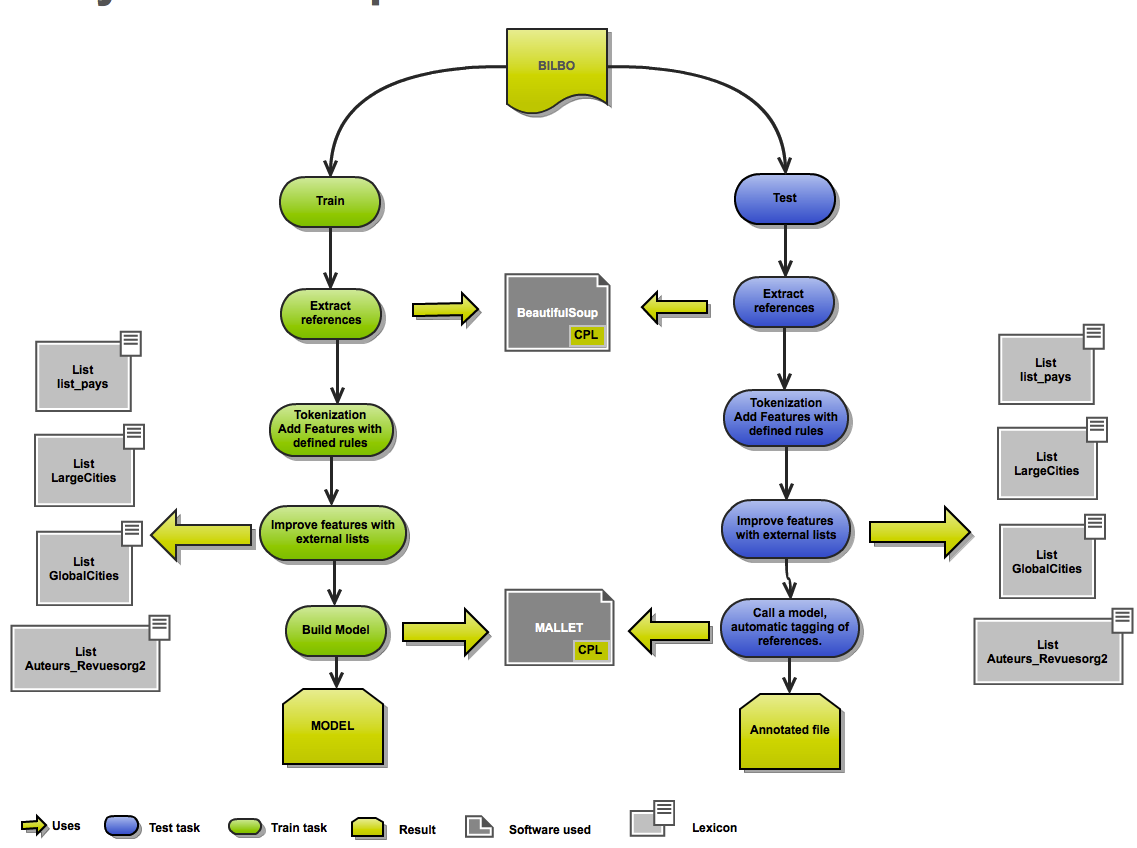 BILBO
Train
Test
Extract
references
BeautifulSoup
CPL
Extract
references
List
list_pays
List
list_pays
Tokenization
Add Features with
defined rules
Tokenization
Add Features with
defined rules
List
LargeCities
List
LargeCities
Improve features with
external lists
Improve features
with external lists
List
GlobalCities
List
GlobalCities
Build Model
MALLET
CPL
Call a model,
automatic tagging of
references.
List
Auteurs_Revuesorg2
List
Auteurs_Revuesorg2
MODEL
Annotated file
Uses
Test task
Train task
Result
Software used
Lexicon